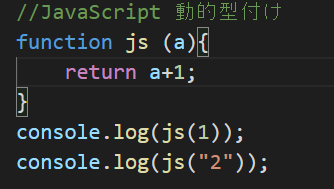 //JavaScript 動的型付け
function js (a){
    return a+1;
}
console.log(js(1));
console.log(js("2"));